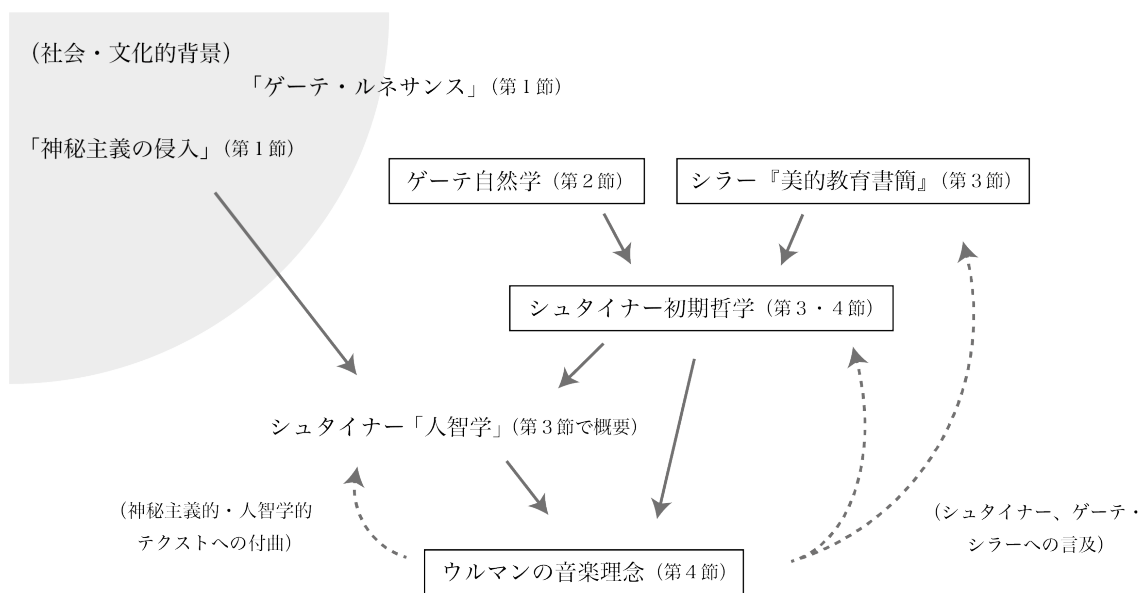 (社会・文化的背景)
「ゲーテ・ルネサンス」(第1節)
「神秘主義の侵入」(第1節)
ゲーテ自然学(第2節)
シラー『美的教育書簡』(第3節)
シュタイナー初期哲学(第3・4節)
シュタイナー「人智学」(第3節で概要)
(神秘主義的・人智学的
テクストへの付曲)
(シュタイナー、ゲーテ・
シラーへの言及)
ウルマンの音楽理念(第4節)